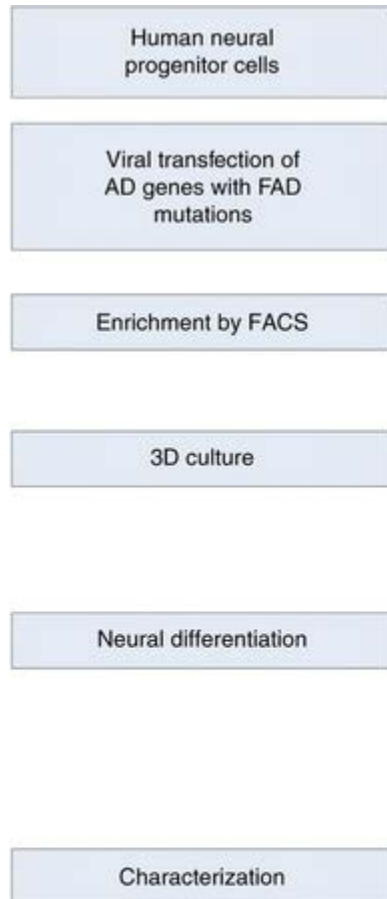 Human neural
progenitor cells
Viral transfection of
AD genes with FAD
mutations
Enrichment by FACS
3D culture
Neural differentiation
Characterization